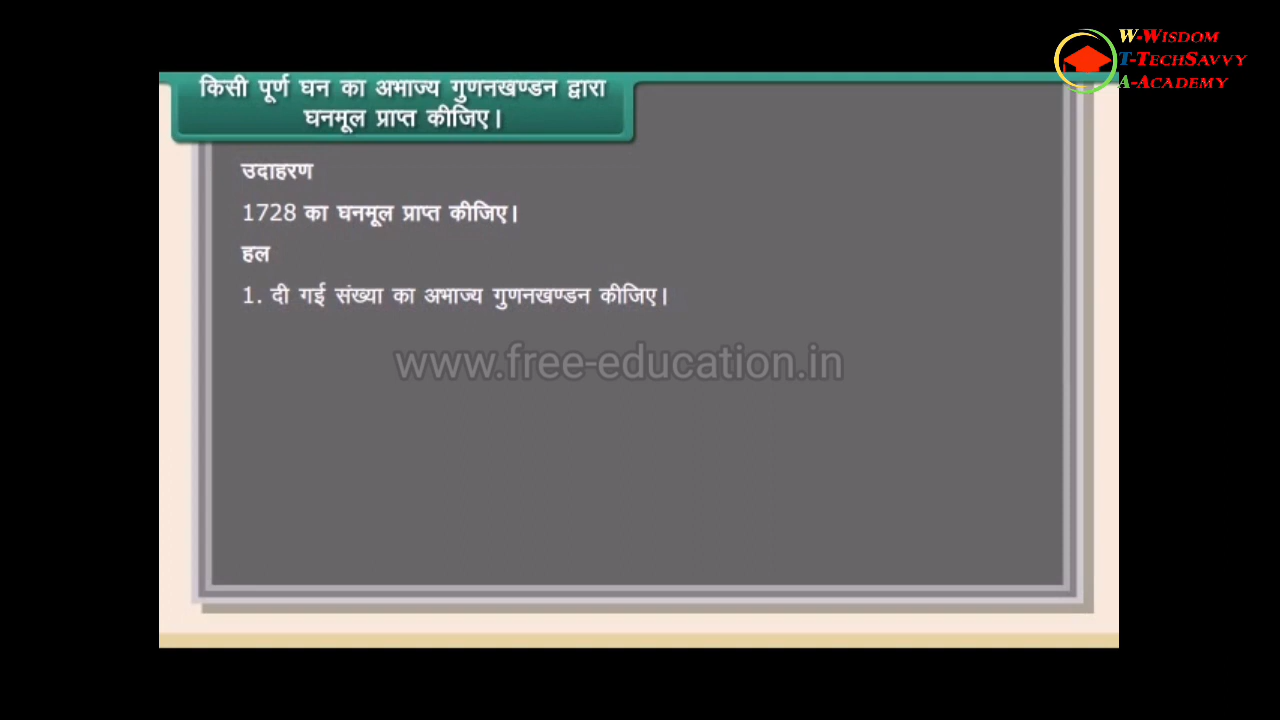 W-Wisdom
T-TechSavvy
A-Academy
किसी पूर्ण घन का अभाज्य गुणनखण्डन द्वारा
घनमूल प्राप्त कीजिए।
उदाहरण
1728 का घनमूल प्राप्त कीजिए।
हल
1. दी गई संख्या का अभाज्य गुणनखण्डन कीजिए।
www.free-education.in